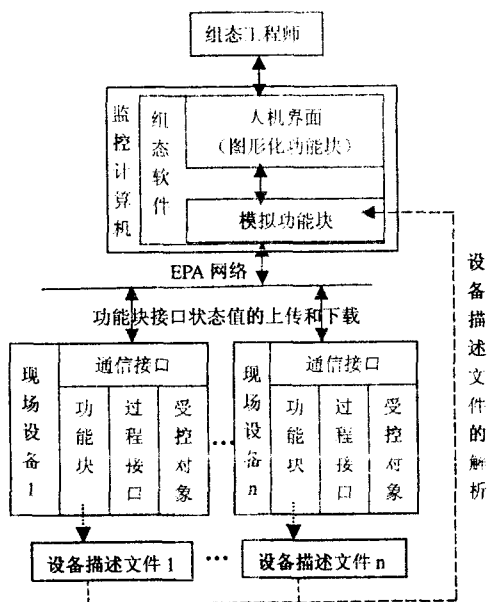 组态工程师
监控计算机
组态软件
人机界面
（图形化功能块）
模拟功能块
EPA 网络
功能块接口状态值的上传和下载
设备描述文件的解析
现场设备1
通信接口
功能块
过程接口
受控对象
…
现场设备n
通信接口
功能块
过程接口
受控对象
设备描述文件 1
…
设备描述文件 n